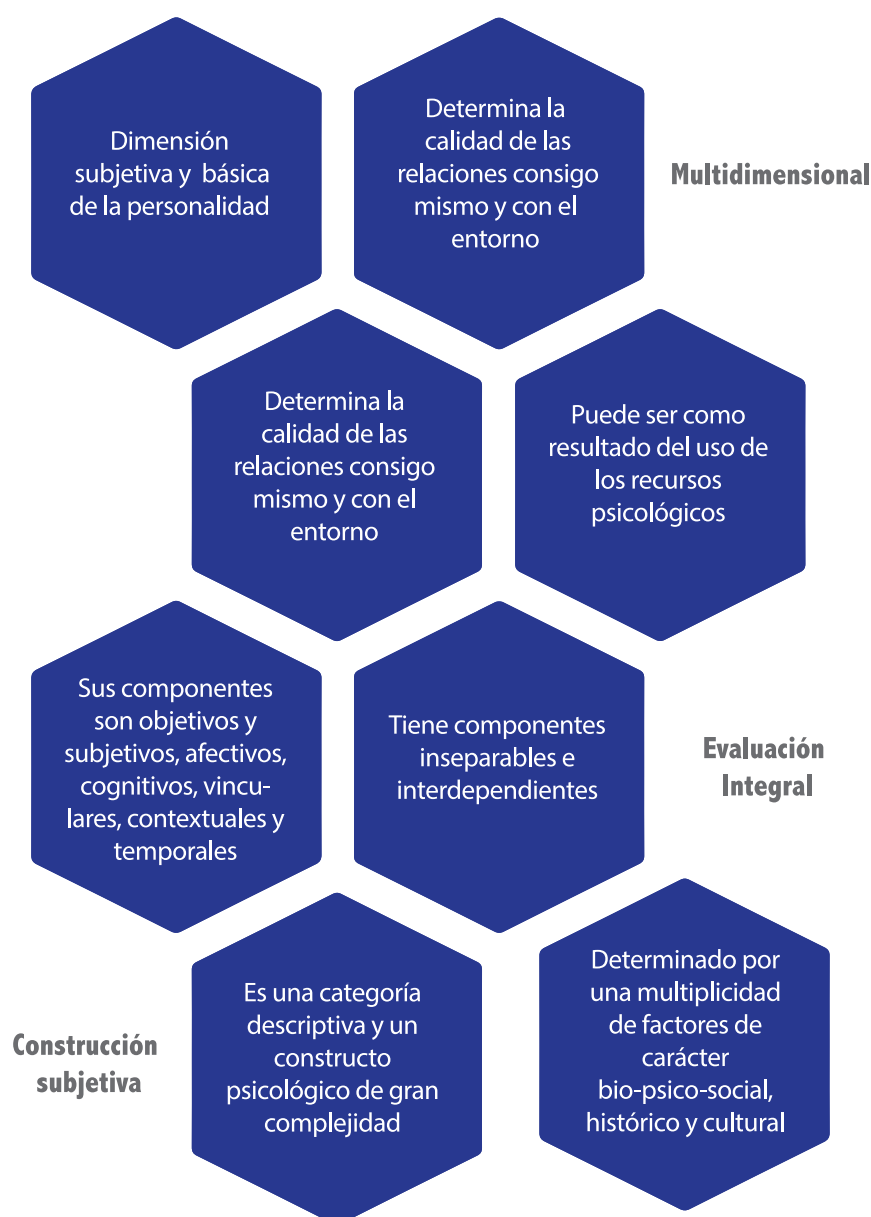 Dimensión
subjetiva y básica
de la personalidad
Determina la
calidad de las
relaciones consigo
mismo y con el
entorno
Multidimensional
Determina la
calidad de las
relaciones consigo
mismo y con el
entorno
Puede ser como
resultado del uso de
los recursos
psicológicos
Sus componentes
son objetivos y
subjetivos, afectivos,
cognitivos, vincu-
lares, contextuales y
temporales
Tiene componentes
inseparables e
interdependientes
Evaluación
Integral
Construcción
subjetiva
Es una categoría
descriptiva y un
constructo
psicológico de gran
complejidad
Determinado por
una multiplicidad
de factores de
carácter
bio-psico-social,
histórico y cultural